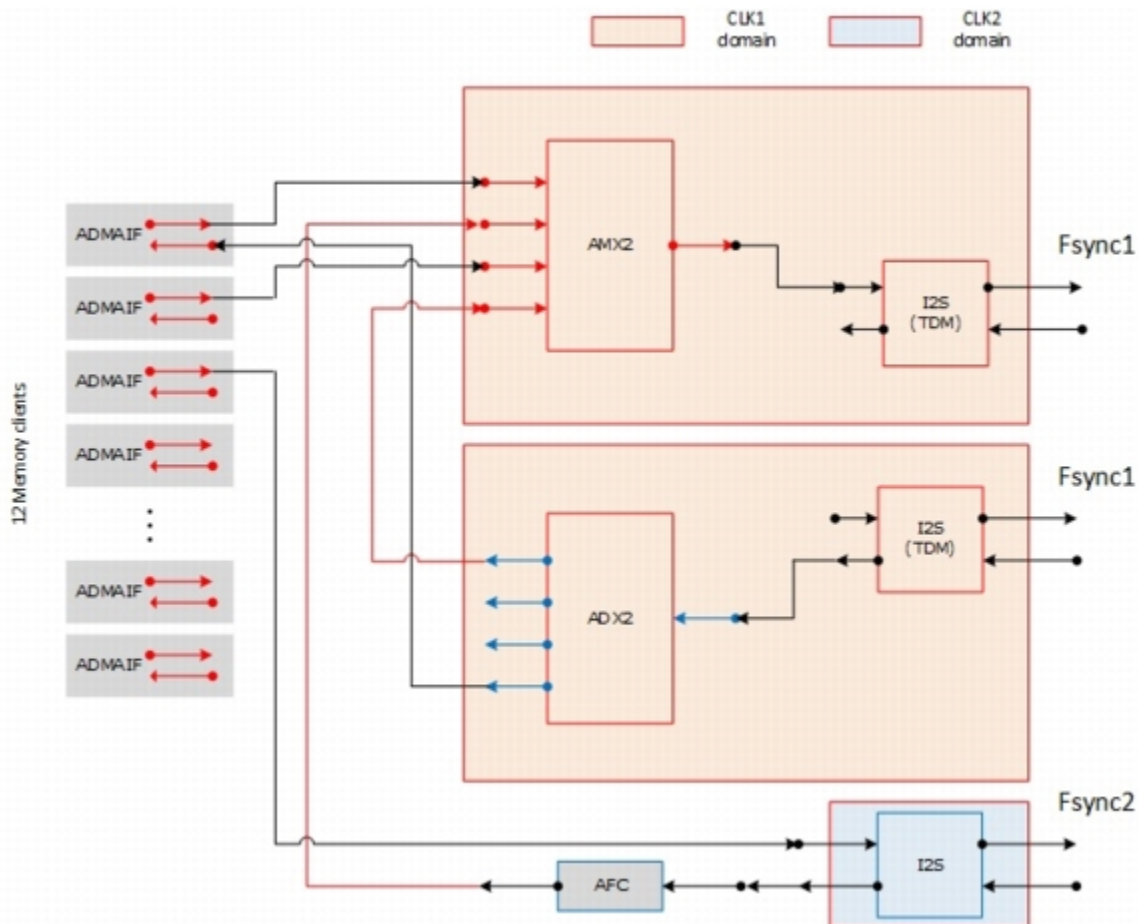 CLK1
domain
CLK2
domain
12 Memory clients
ADMAIF
ADMAIF
ADMAIF
ADMAIF
ADMAIF
ADMAIF
AMX2
I2S
(TDM)
Fsync1
ADX2
I2S
(TDM)
Fsync1
AFC
I2S
Fsync2